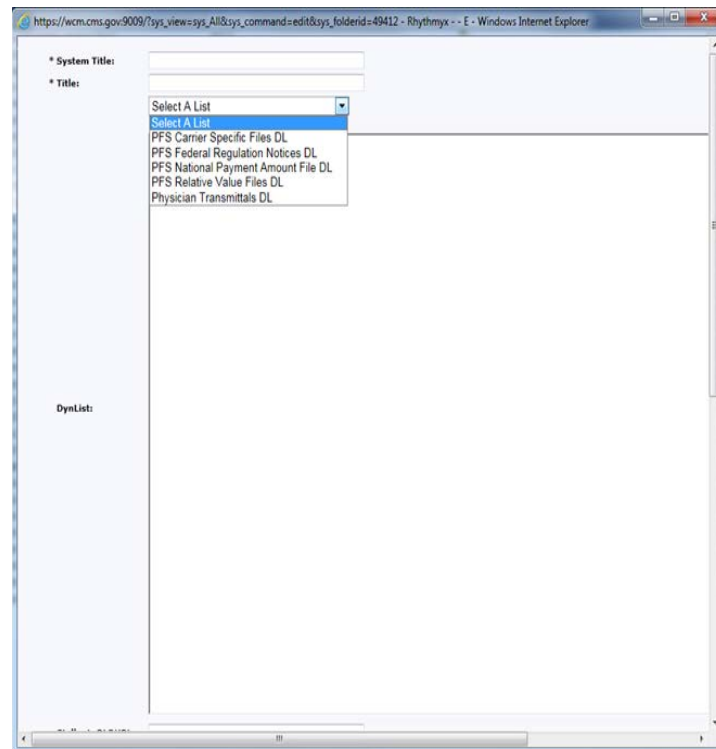 https://wcm.cms.gov:9009/?sys_view=sys_All&sys_command=edit&sys_folderid=49412 - Rhythmyx - - E - Windows Internet Explorer
* System Title:
* Title:
Select A List
Select A List
PFS Carrier Specific Files DL
PFS Federal Regulation Notices DL
PFS National Payment Amount File DL
PFS Relative Value Files DL
Physician Transmittals DL
DynList: